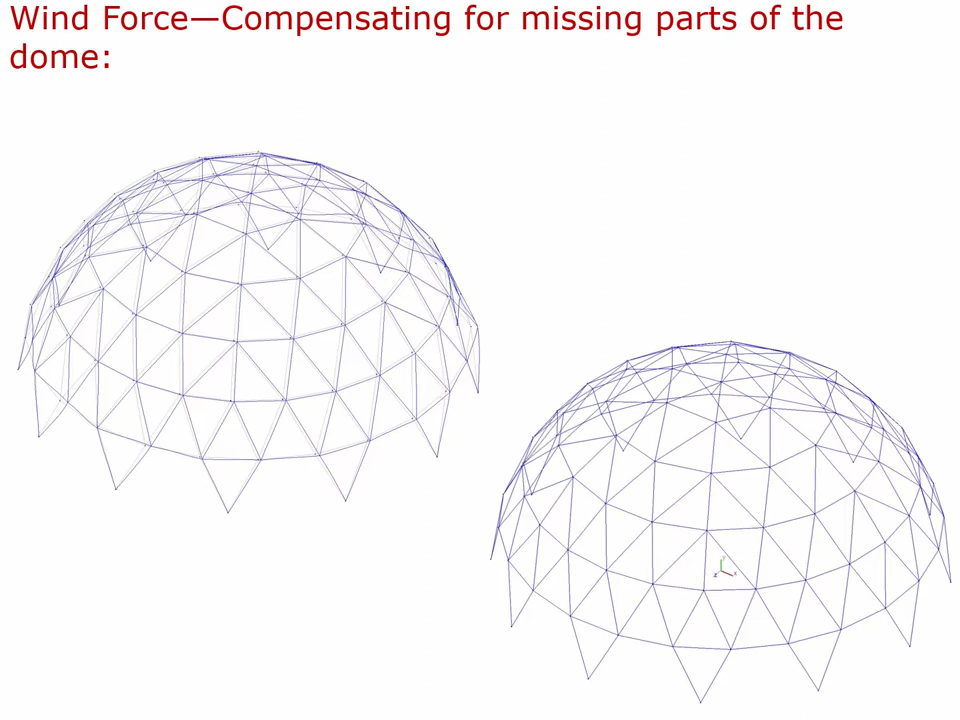 Wind Force—Compensating for missing parts of the
dome: